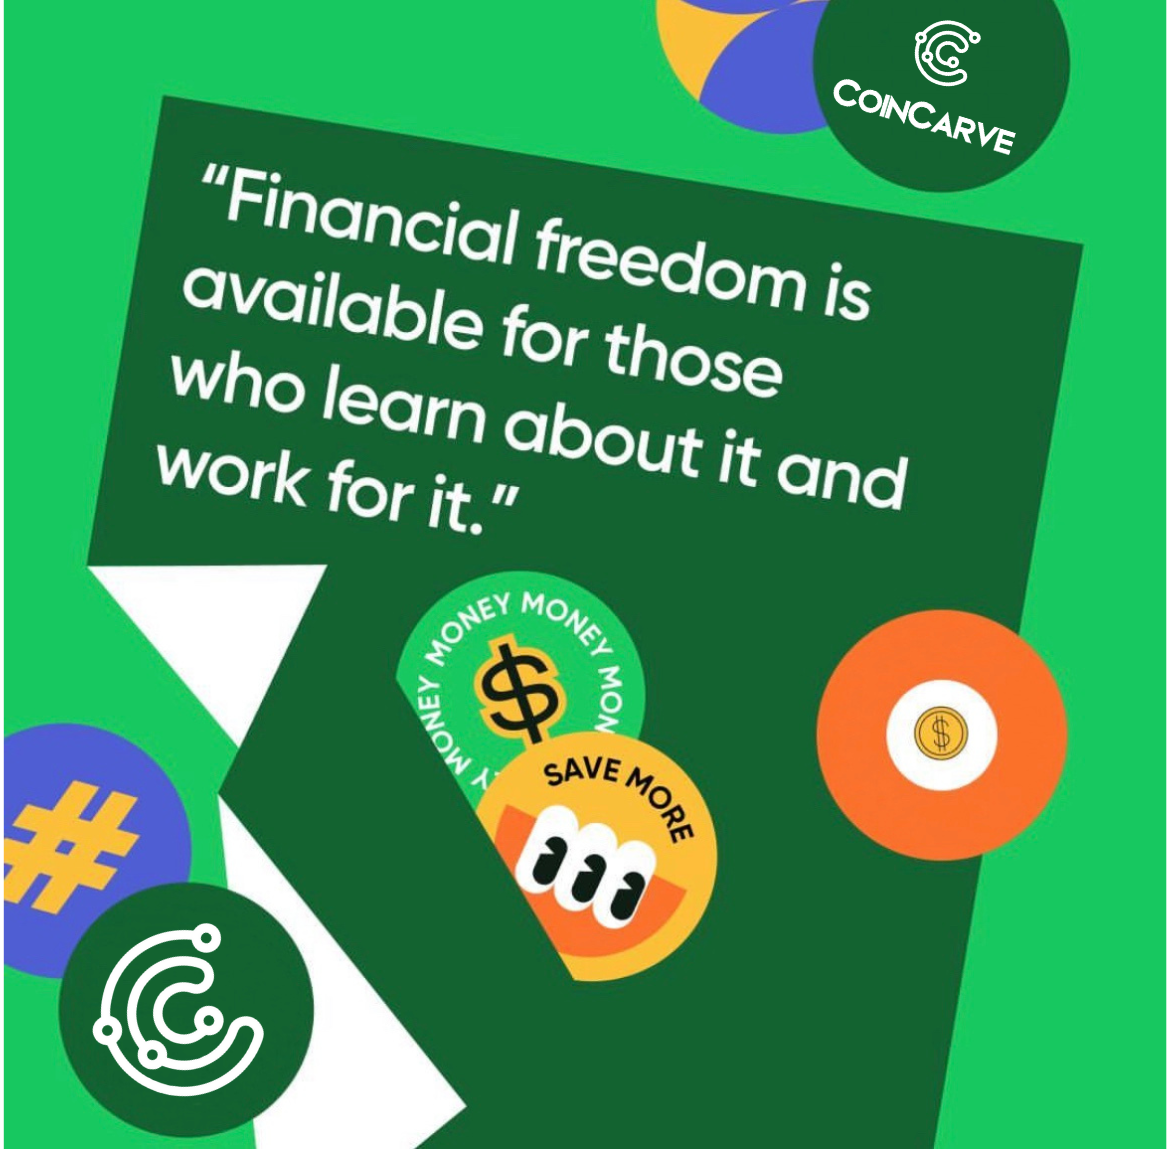 COINCARVE
“Financial freedom is
available for those
who learn about it and
work for it.”
MONEY MONEY MONEY MON
$
SAVE MORE
$
#